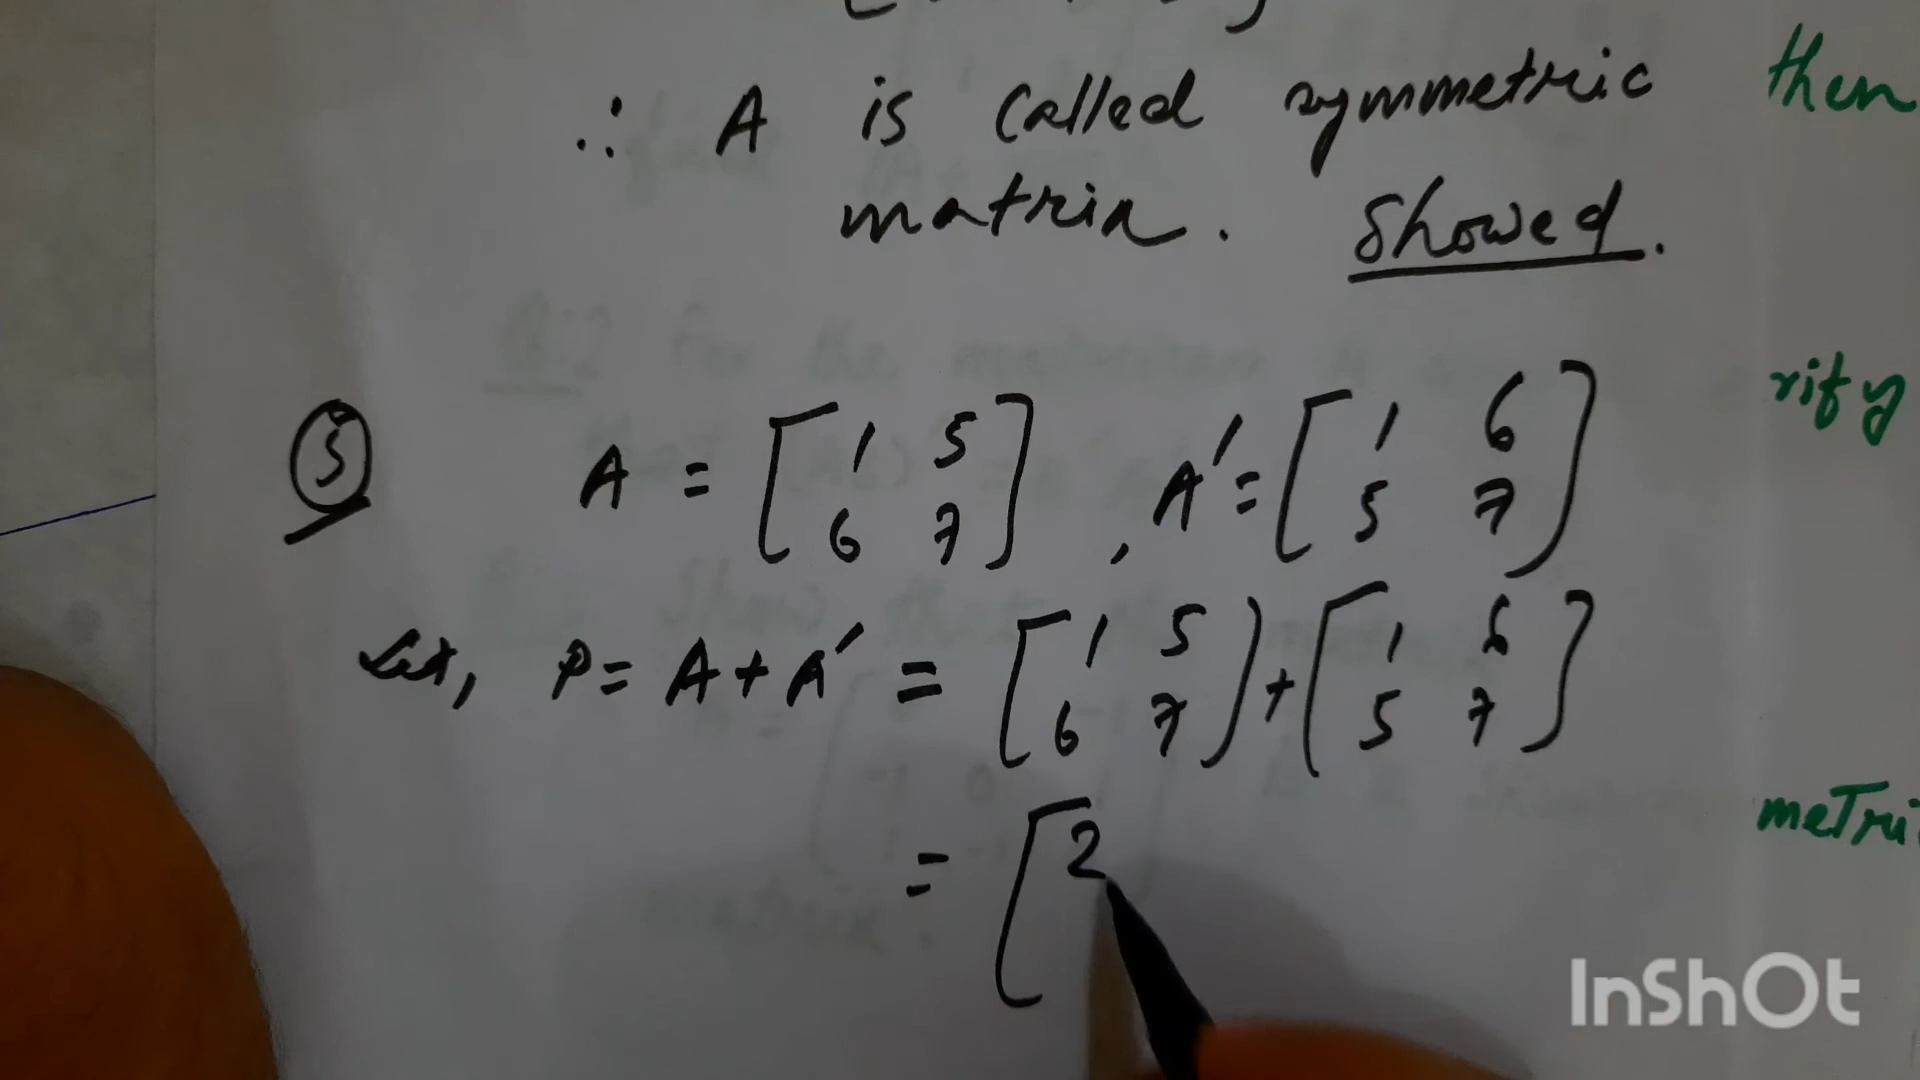 ∴ A is called symmetric
matrix. Showed.
then
rify
⑤ A = [1 5 6 7], A' = [1 6 5 7]
Let, P = A + A' = [1 5 6 7] + [1 6 5 7]
= [2
metri
InShOt